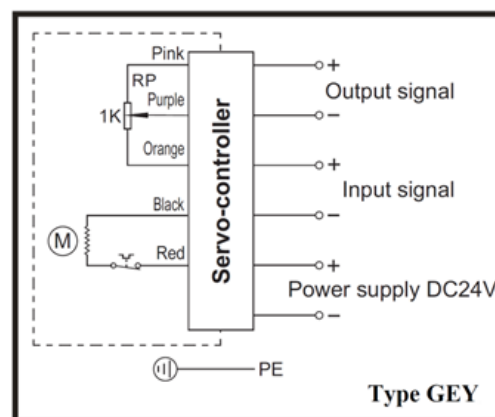 Pink
RP
1K
Purple
Orange
Black
M
Red
Servo-controller
+
Output signal
−
+
Input signal
−
+
Power supply DC24V
−
PE
Type GEY